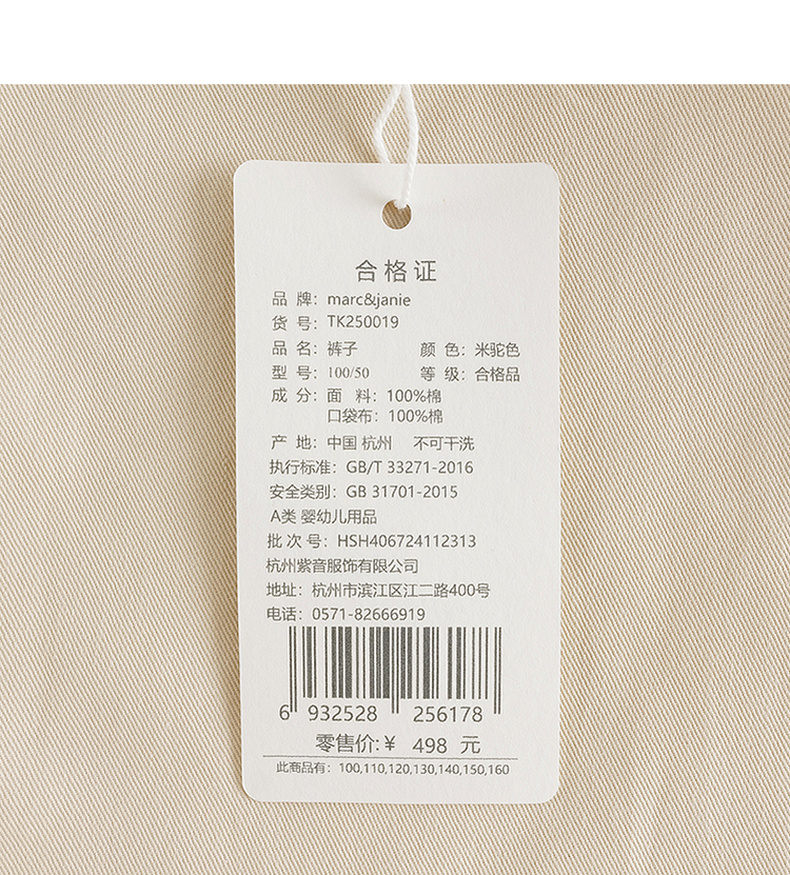 合格证
品 牌：marc&janie
货 号：TK250019
品 名：裤子 颜 色：米驼色
型 号：100/50 等 级：合格品
成 分：面 料：100%棉
口袋布：100%棉
产 地：中国 杭州 不可干洗
执行标准：GB/T 33271-2016
安全类别：GB 31701-2015
A类 婴幼儿用品
批 次 号：HSH406724112313
杭州紫音服饰有限公司
地址：杭州市滨江区江二路400号
电话：0571-82666919
6 932528 256178
零售价:￥ 498 元
此商品有：100,110,120,130,140,150,160